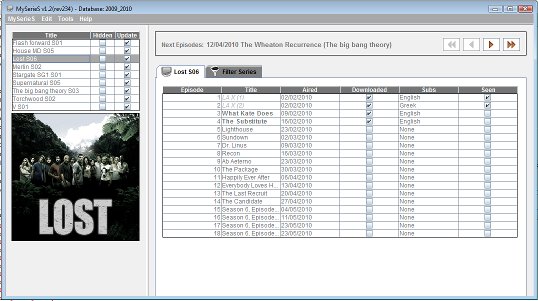 MySerieS v1.2(rev234) - Database: 2009_2010
MySerieS Edit Tools Help
Title Hidden Update
Flash forward S01
House MD S06
Lost S06
Merlin S02
Stargate SG1 S01
Supernatural S05
The big bang theory S03
Torchwood S02
V S01
LOST
Next Episodes: 12/04/2010 The Wheaton Recurrence (The big bang theory)
Lost S06 Filter Series
Episode Title Aired Downloaded Subs Seen
1 LA X (1) 02/02/2010 English
2 LA X (2) 02/02/2010 Greek
3 What Kate Does 09/02/2010 English
4 The Substitute 16/02/2010 English
5 Lighthouse 23/02/2010 None
6 Sundown 02/03/2010 None
7 Dr. Linus 09/03/2010 None
8 Recon 16/03/2010 None
9 Ab Aeterno 23/03/2010 None
10 The Package 30/03/2010 None
11 Happily Ever After 06/04/2010 None
12 Everybody Loves H... 13/04/2010 None
13 The Last Recruit 20/04/2010 None
14 The Candidate 27/04/2010 None
15 Season 6, Episode... 04/05/2010 None
16 Season 6, Episode... 11/05/2010 None
17 Season 6, Episode... 23/05/2010 None
18 Season 6, Episode... 23/05/2010 None